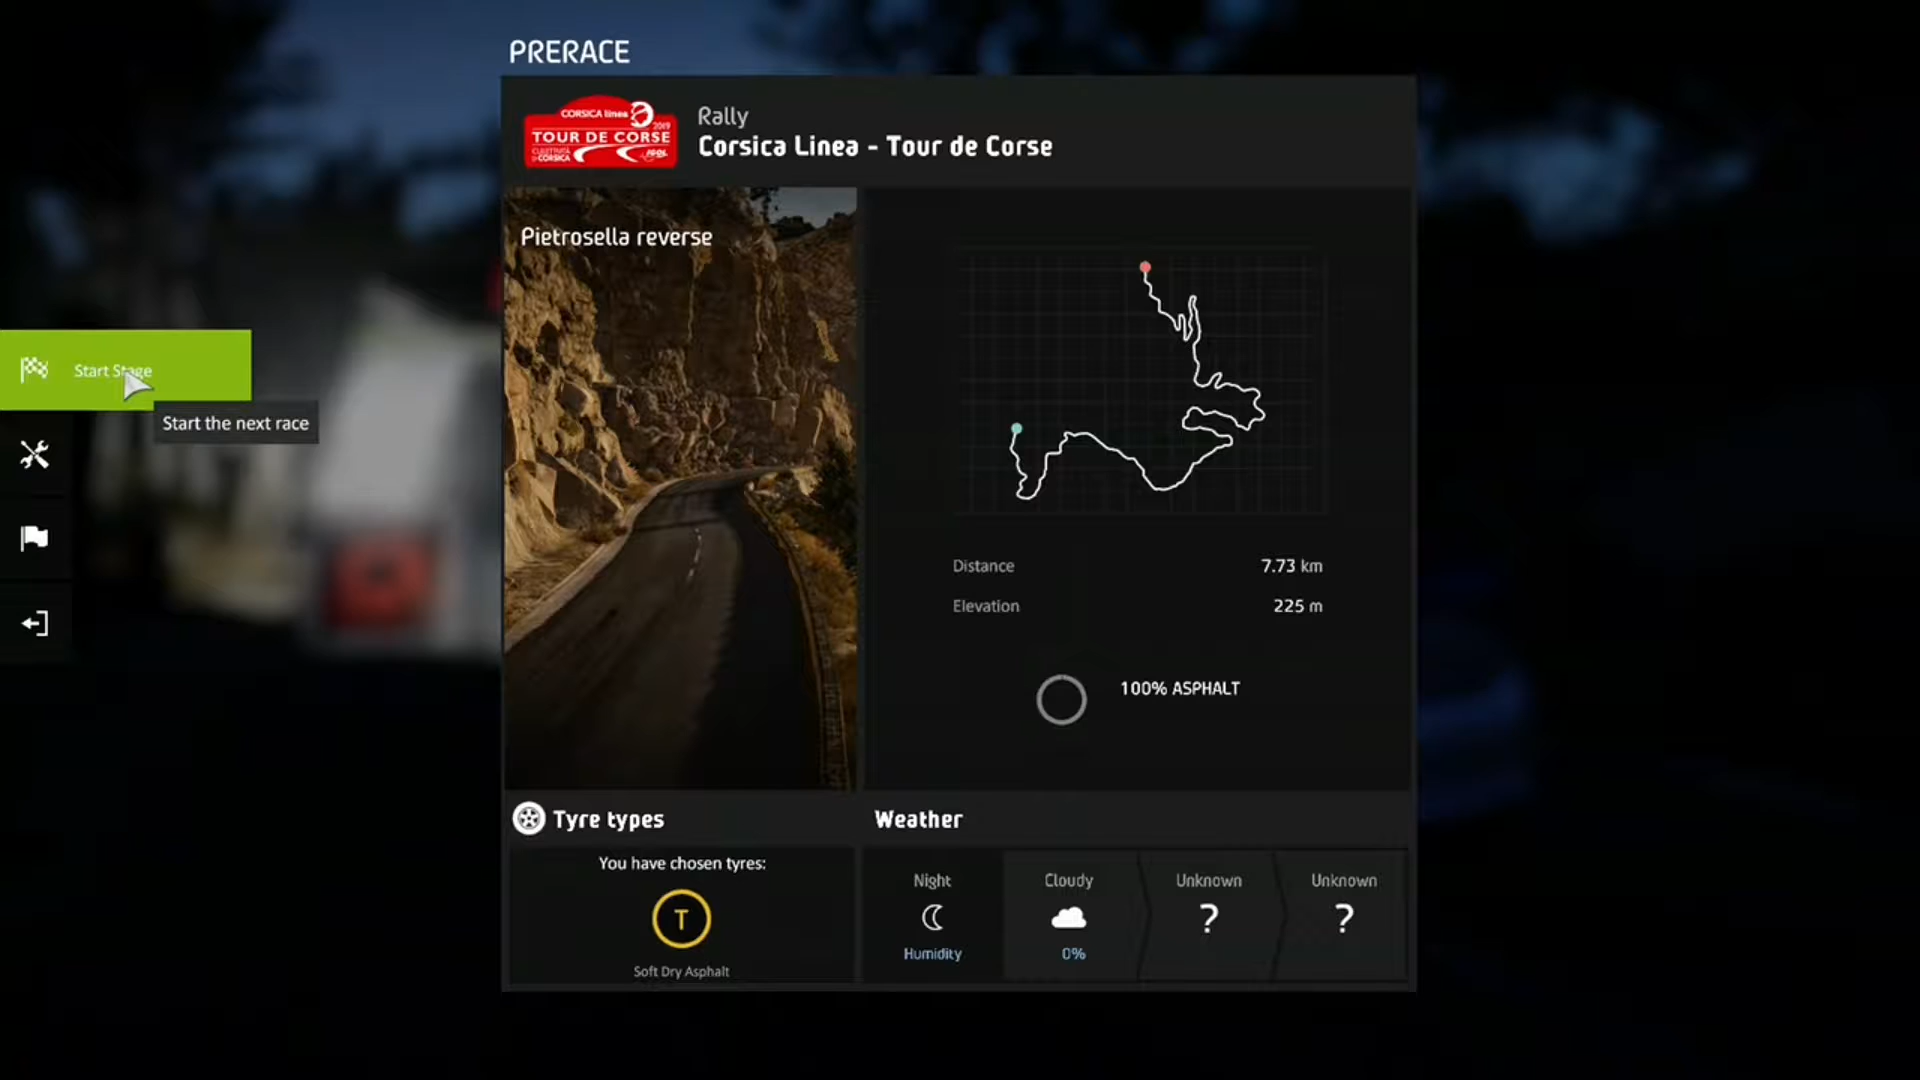 PRERACE
CORSICA linea
2019
TOUR DE CORSE
CORSICA
Rally
Corsica Linea - Tour de Corse
Pietrosella reverse
Start Stage
Start the next race
Distance
7.73 km
Elevation
225 m
100% ASPHALT
Tyre types
Weather
You have chosen tyres:
T
Soft Dry Asphalt
Night
Cloudy
Unknown
Unknown
?
?
Humidity
0%